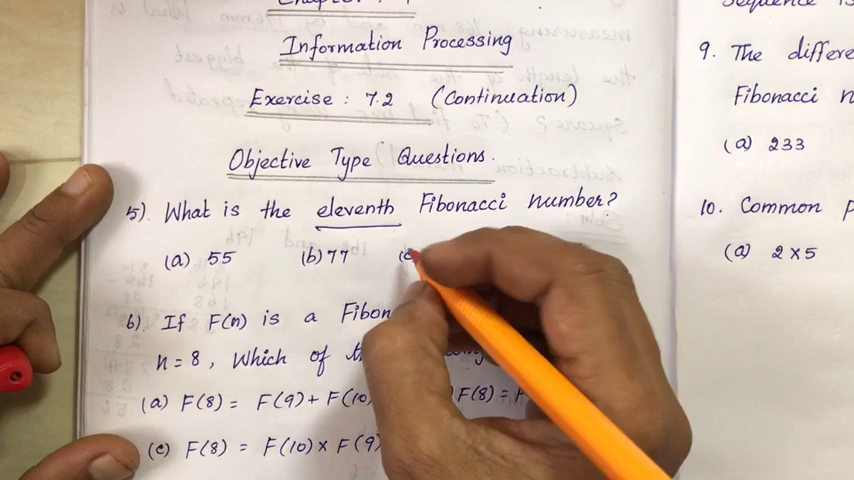 Information Processing
Exercise : 7.2 (Continuation)
Objective Type Questions.
5). What is the eleventh Fibonacci number?
(a) 55 (b) 77
6). If F(n) is a
n = 8, Which of
(a) F(8) = F(9) + F(10) F(8) =
(c) F(8) = F(10) x F(9)
9. The
Fibonacci
(a) 233
10. Common
(a) 2 x 5